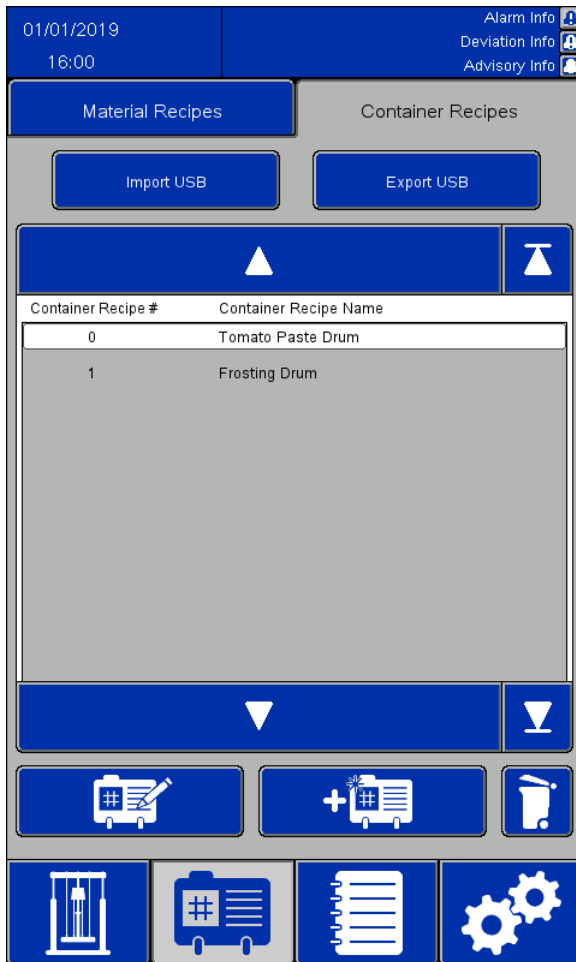 01/01/2019
16:00
Alarm Info
Deviation Info
Advisory Info
Material Recipes
Container Recipes
Import USB
Export USB
Container Recipe #
Container Recipe Name
0
Tomato Paste Drum
1
Frosting Drum
#
+
#
#